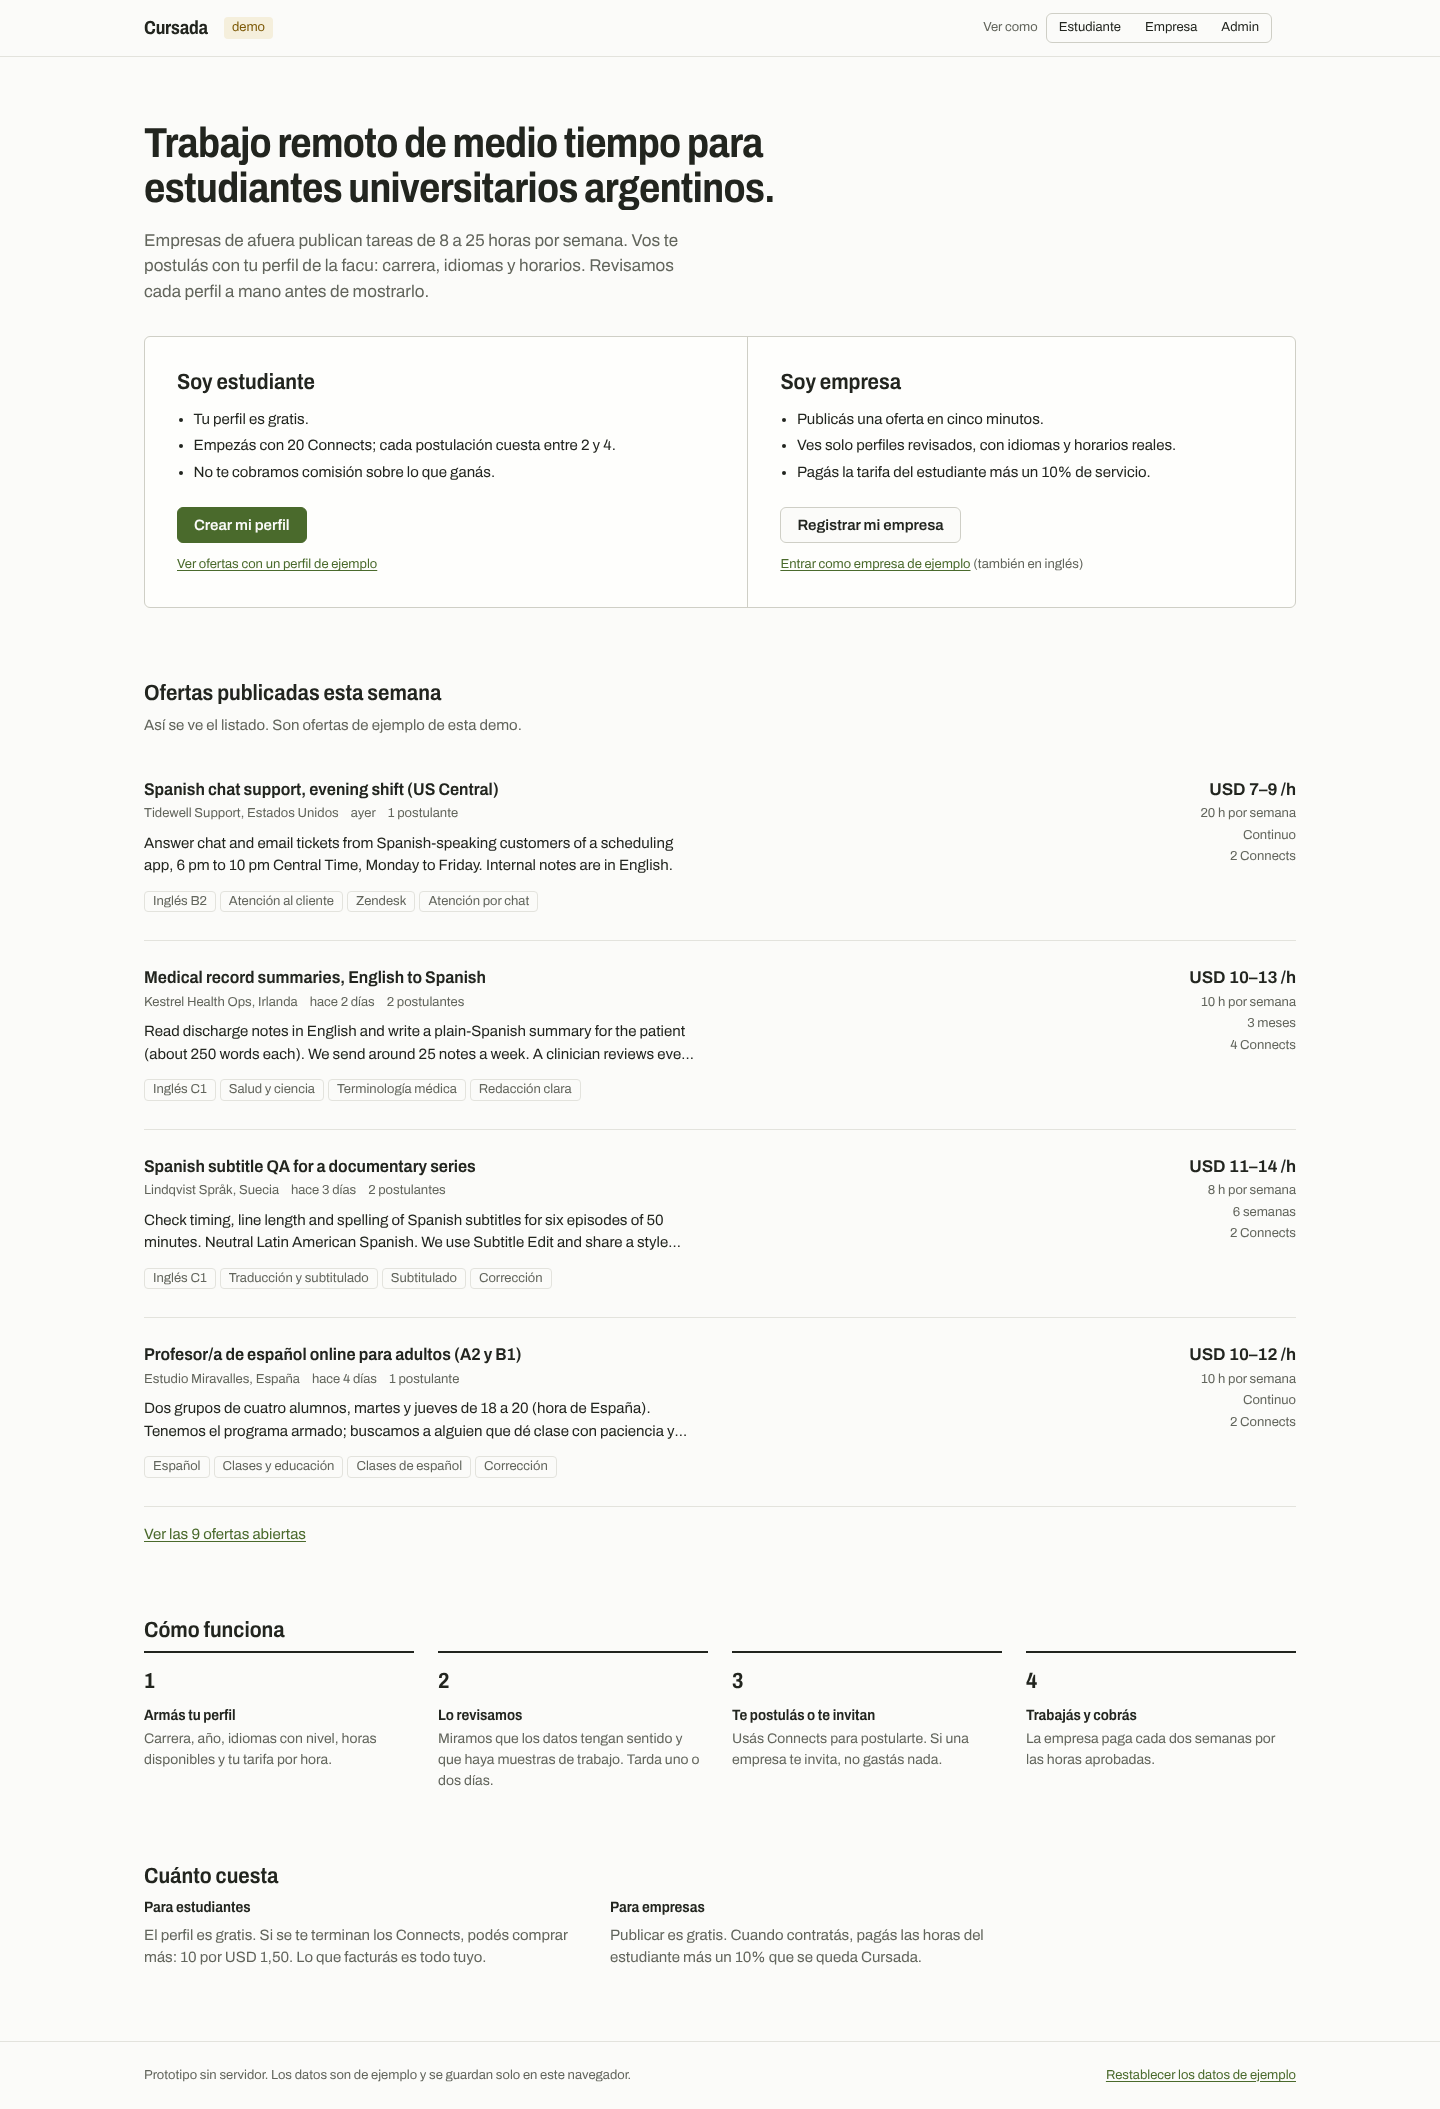 Cursada
demo
Ver como
Estudiante
Empresa
Admin
Trabajo remoto de medio tiempo para
estudiantes universitarios argentinos.
Empresas de afuera publican tareas de 8 a 25 horas por semana. Vos te
postulás con tu perfil de la facu: carrera, idiomas y horarios. Revisamos
cada perfil a mano antes de mostrarlo.
Soy estudiante
• Tu perfil es gratis.
• Empezás con 20 Connects; cada postulación cuesta entre 2 y 4.
• No te cobramos comisión sobre lo que ganás.
Crear mi perfil
Ver ofertas con un perfil de ejemplo
Soy empresa
• Publicás una oferta en cinco minutos.
• Ves solo perfiles revisados, con idiomas y horarios reales.
• Pagás la tarifa del estudiante más un 10% de servicio.
Registrar mi empresa
Entrar como empresa de ejemplo (también en inglés)
Ofertas publicadas esta semana
Así se ve el listado. Son ofertas de ejemplo de esta demo.
Spanish chat support, evening shift (US Central)
Tidewell Support, Estados Unidos ayer 1 postulante
Answer chat and email tickets from Spanish-speaking customers of a scheduling
app, 6 pm to 10 pm Central Time, Monday to Friday. Internal notes are in English.
Inglés B2 Atención al cliente Zendesk Atención por chat
USD 7–9 /h
20 h por semana
Continuo
2 Connects
Medical record summaries, English to Spanish
Kestrel Health Ops, Irlanda hace 2 días 2 postulantes
Read discharge notes in English and write a plain-Spanish summary for the patient
(about 250 words each). We send around 25 notes a week. A clinician reviews eve...
Inglés C1 Salud y ciencia Terminología médica Redacción clara
USD 10–13 /h
10 h por semana
3 meses
4 Connects
Spanish subtitle QA for a documentary series
Lindqvist Språk, Suecia hace 3 días 2 postulantes
Check timing, line length and spelling of Spanish subtitles for six episodes of 50
minutes. Neutral Latin American Spanish. We use Subtitle Edit and share a style...
Inglés C1 Traducción y subtitulado Subtitulado Corrección
USD 11–14 /h
8 h por semana
6 semanas
2 Connects
Profesor/a de español online para adultos (A2 y B1)
Estudio Miravalles, España hace 4 días 1 postulante
Dos grupos de cuatro alumnos, martes y jueves de 18 a 20 (hora de España).
Tenemos el programa armado; buscamos a alguien que dé clase con paciencia y...
Español Clases y educación Clases de español Corrección
USD 10–12 /h
10 h por semana
Continuo
2 Connects
Ver las 9 ofertas abiertas
Cómo funciona
1
Armás tu perfil
Carrera, año, idiomas con nivel, horas
disponibles y tu tarifa por hora.
2
Lo revisamos
Miramos que los datos tengan sentido y
que haya muestras de trabajo. Tarda uno o
dos días.
3
Te postulás o te invitan
Usás Connects para postularte. Si una
empresa te invita, no gastás nada.
4
Trabajás y cobrás
La empresa paga cada dos semanas por
las horas aprobadas.
Cuánto cuesta
Para estudiantes
El perfil es gratis. Si se te terminan los Connects, podés comprar
más: 10 por USD 1,50. Lo que facturás es todo tuyo.
Para empresas
Publicar es gratis. Cuando contratás, pagás las horas del
estudiante más un 10% que se queda Cursada.
Prototipo sin servidor. Los datos son de ejemplo y se guardan solo en este navegador.
Restablecer los datos de ejemplo